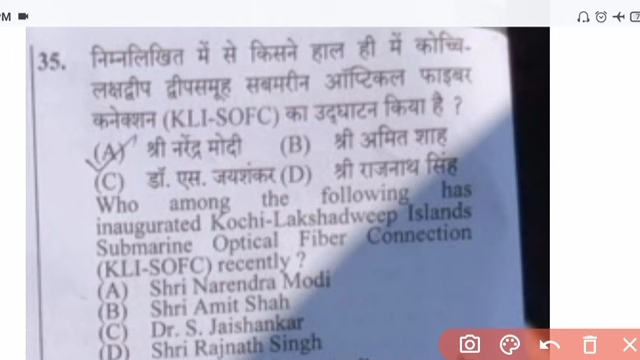 PM
35. निम्नलिखित में से किसने हाल ही में कोच्चि-
लक्षद्वीप द्वीपसमूह सबमरीन ऑप्टिकल फाइबर
कनेक्शन (KLI-SOFC) का उद्घाटन किया है ?
(A) श्री नरेंद्र मोदी (B) श्री अमित शाह
(C) डॉ. एस. जयशंकर (D) श्री राजनाथ सिंह
Who among the following has
inaugurated Kochi-Lakshadweep Islands
Submarine Optical Fiber Connection
(KLI-SOFC) recently ?
(A) Shri Narendra Modi
(B) Shri Amit Shah
(C) Dr. S. Jaishankar
(D) Shri Rajnath Singh